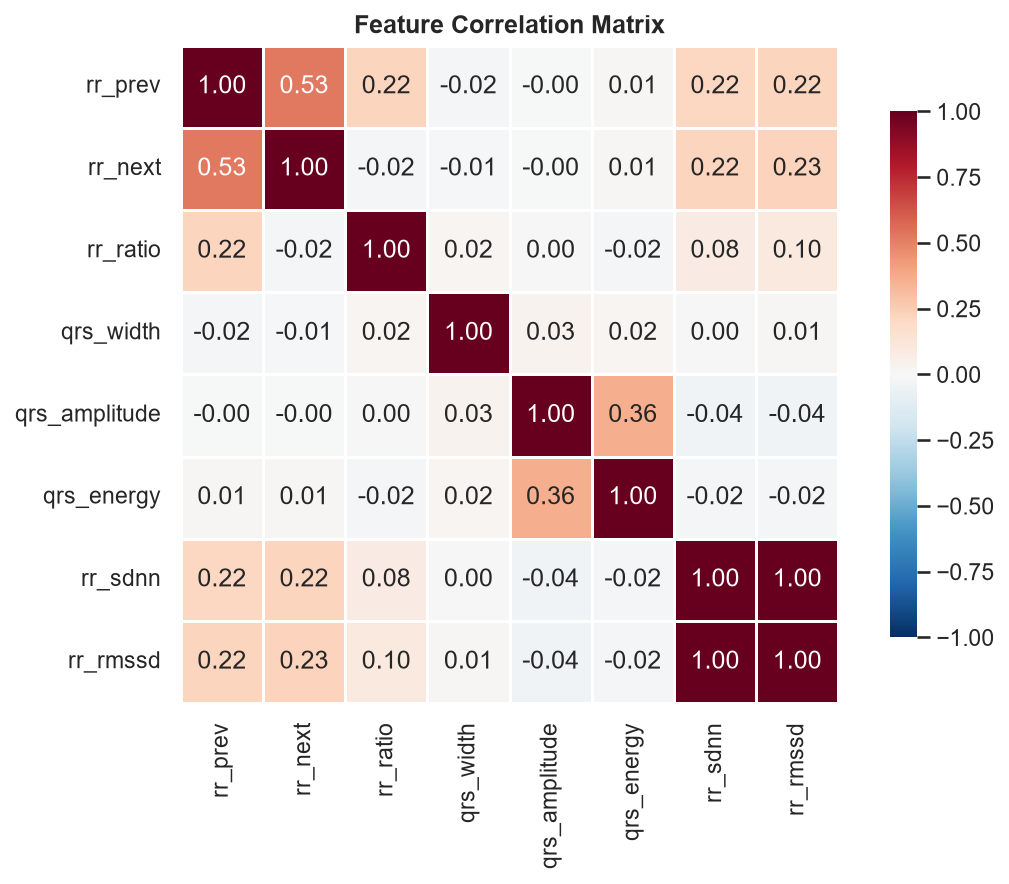 Feature Correlation Matrix
rr_prev 1.00 0.53 0.22 -0.02 -0.00 0.01 0.22 0.22
rr_next 0.53 1.00 -0.02 -0.01 -0.00 0.01 0.22 0.23
rr_ratio 0.22 -0.02 1.00 0.02 0.00 -0.02 0.08 0.10
qrs_width -0.02 -0.01 0.02 1.00 0.03 0.02 0.00 0.01
qrs_amplitude -0.00 -0.00 0.00 0.03 1.00 0.36 -0.04 -0.04
qrs_energy 0.01 0.01 -0.02 0.02 0.36 1.00 -0.02 -0.02
rr_sdnn 0.22 0.22 0.08 0.00 -0.04 -0.02 1.00 1.00
rr_rmssd 0.22 0.23 0.10 0.01 -0.04 -0.02 1.00 1.00
rr_prev
rr_next
rr_ratio
qrs_width
qrs_amplitude
qrs_energy
rr_sdnn
rr_rmssd
1.00
0.75
0.50
0.25
0.00
−0.25
−0.50
−0.75
−1.00